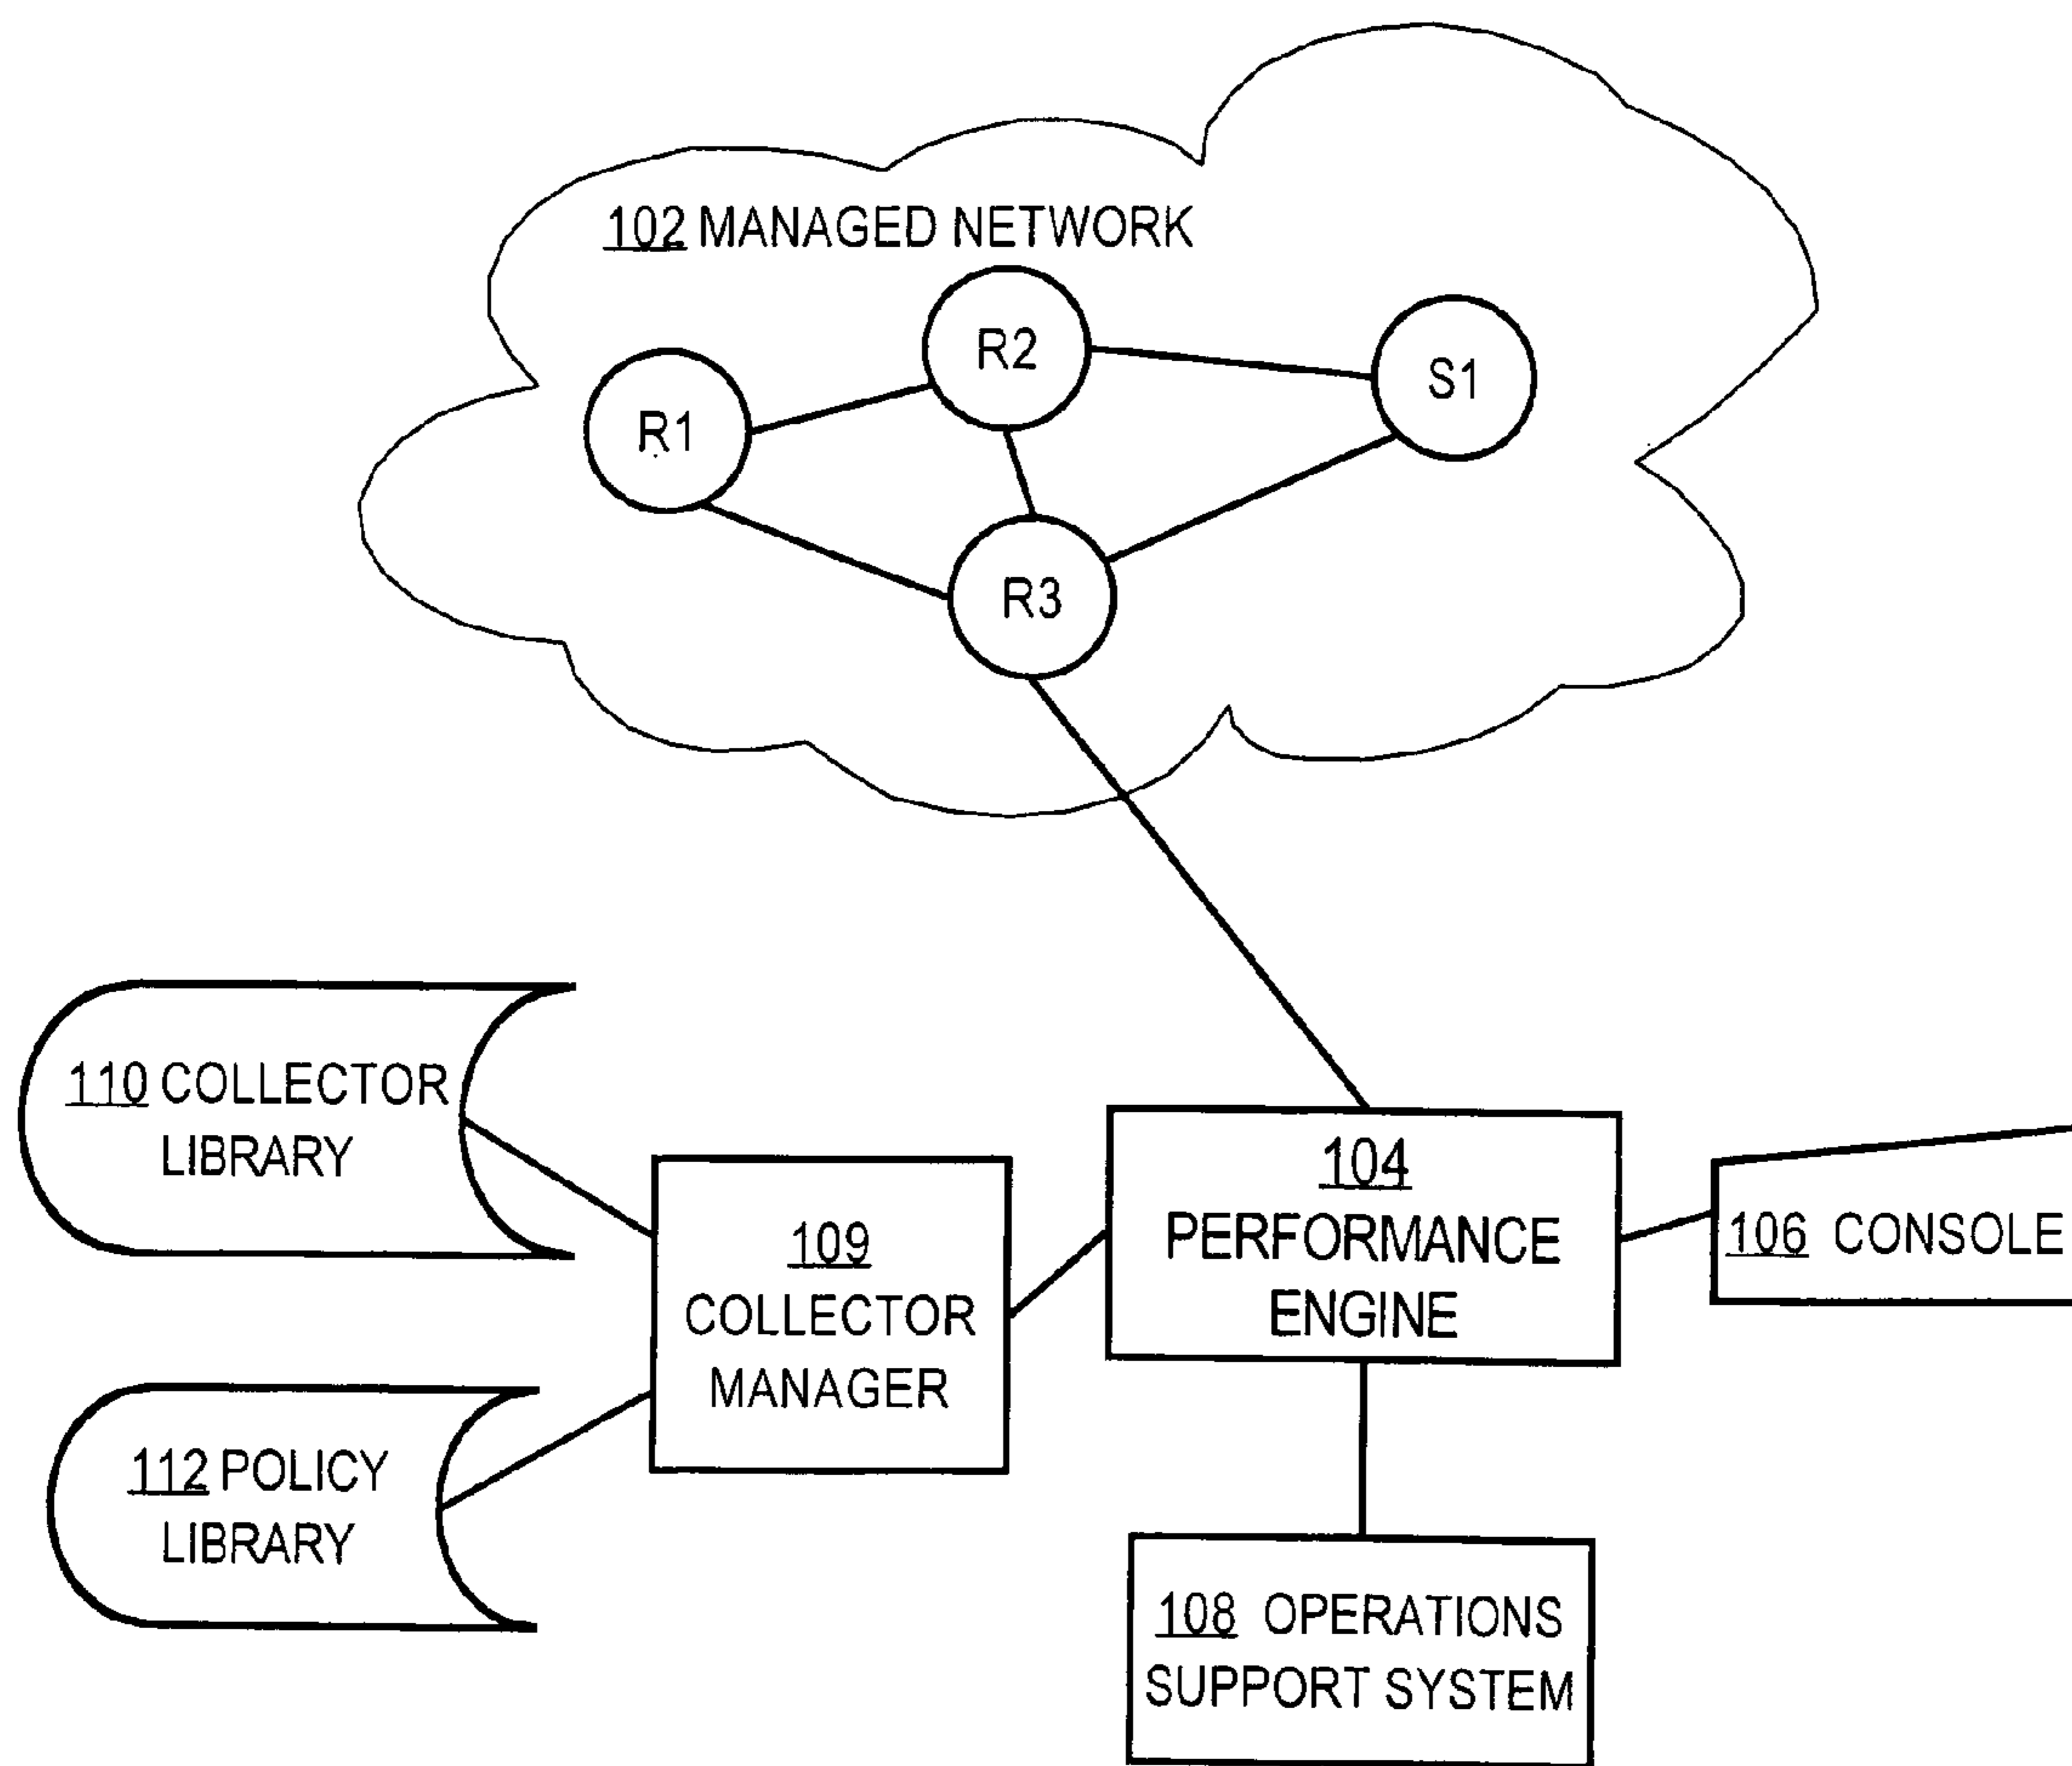 102 MANAGED NETWORK
R2
S1
R1
R3
110 COLLECTOR
LIBRARY
104
PERFORMANCE
ENGINE
106 CONSOLE
109
COLLECTOR
MANAGER
112 POLICY
LIBRARY
108 OPERATIONS
SUPPORT SYSTEM